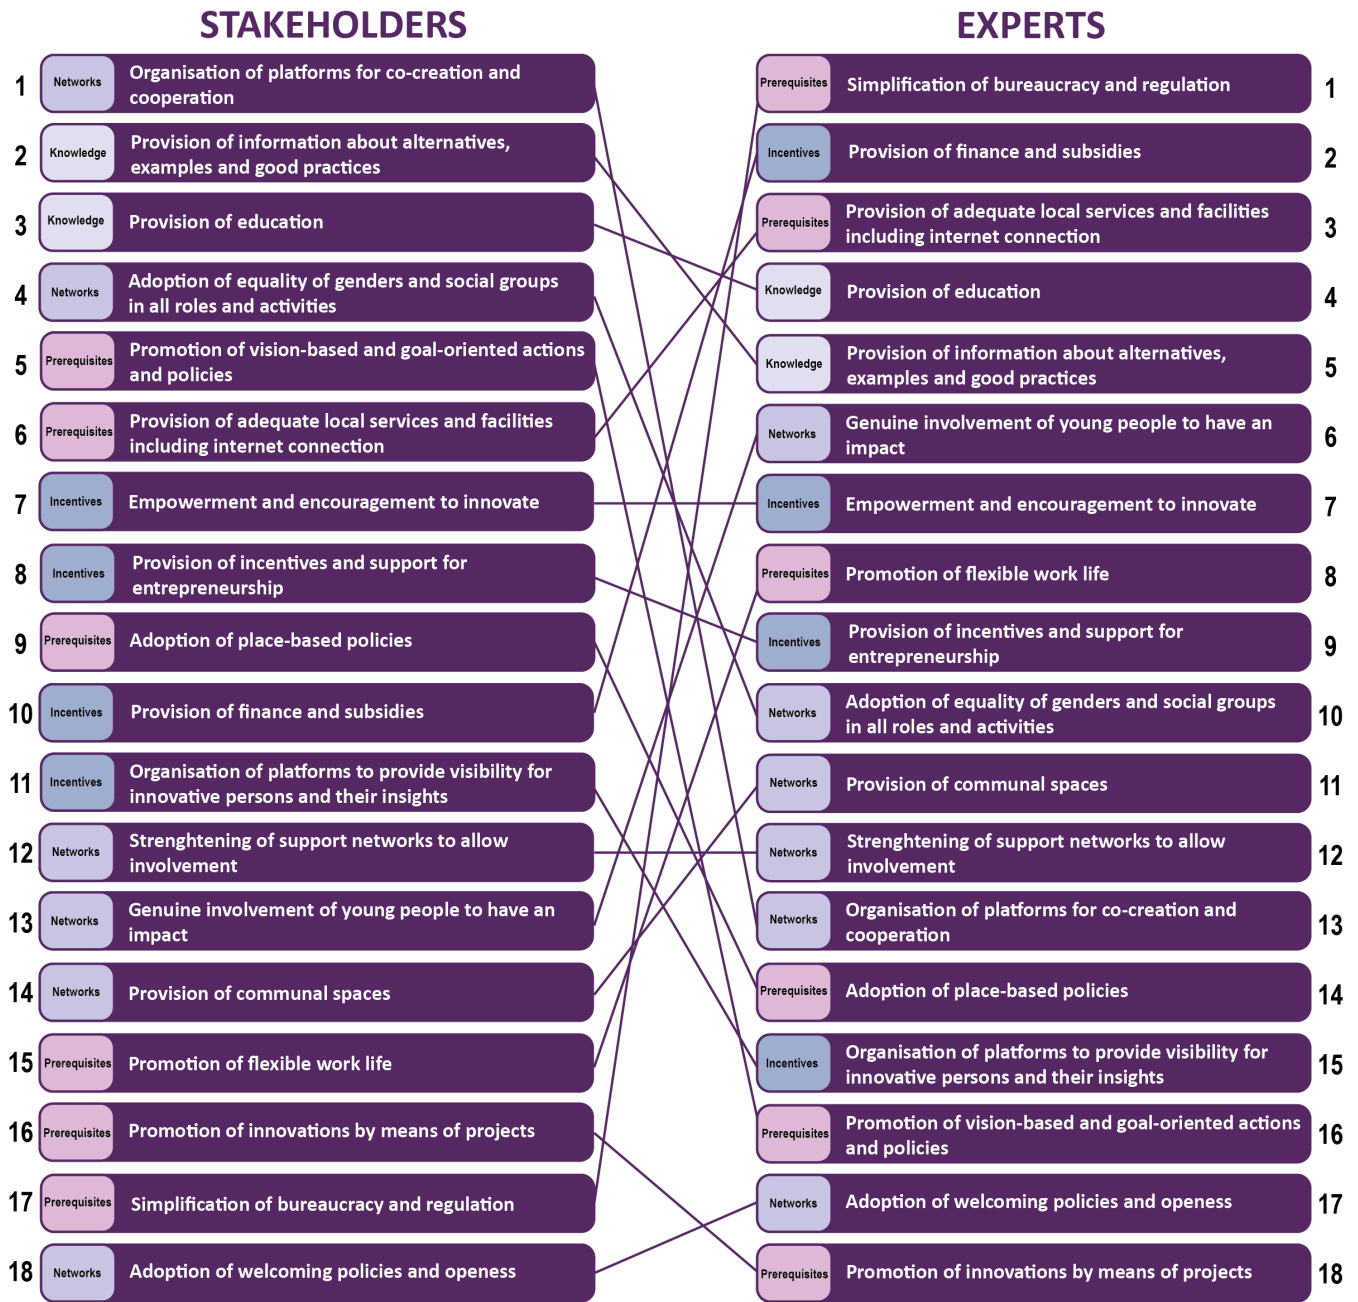 STAKEHOLDERS
1
Networks
Organisation of platforms for co-creation and
cooperation
2
Knowledge
Provision of information about alternatives,
examples and good practices
3
Knowledge
Provision of education
4
Networks
Adoption of equality of genders and social groups
in all roles and activities
5
Prerequisites
Promotion of vision-based and goal-oriented actions
and policies
6
Prerequisites
Provision of adequate local services and facilities
including internet connection
7
Incentives
Empowerment and encouragement to innovate
8
Incentives
Provision of incentives and support for
entrepreneurship
9
Prerequisites
Adoption of place-based policies
10
Incentives
Provision of finance and subsidies
11
Incentives
Organisation of platforms to provide visibility for
innovative persons and their insights
12
Networks
Strenghtening of support networks to allow
involvement
13
Networks
Genuine involvement of young people to have an
impact
14
Networks
Provision of communal spaces
15
Prerequisites
Promotion of flexible work life
16
Prerequisites
Promotion of innovations by means of projects
17
Prerequisites
Simplification of bureaucracy and regulation
18
Networks
Adoption of welcoming policies and openess
EXPERTS
Prerequisites
Simplification of bureaucracy and regulation
1
Incentives
Provision of finance and subsidies
2
Prerequisites
Provision of adequate local services and facilities
including internet connection
3
Knowledge
Provision of education
4
Knowledge
Provision of information about alternatives,
examples and good practices
5
Networks
Genuine involvement of young people to have an
impact
6
Incentives
Empowerment and encouragement to innovate
7
Prerequisites
Promotion of flexible work life
8
Incentives
Provision of incentives and support for
entrepreneurship
9
Networks
Adoption of equality of genders and social groups
in all roles and activities
10
Networks
Provision of communal spaces
11
Networks
Strenghtening of support networks to allow
involvement
12
Networks
Organisation of platforms for co-creation and
cooperation
13
Prerequisites
Adoption of place-based policies
14
Incentives
Organisation of platforms to provide visibility for
innovative persons and their insights
15
Prerequisites
Promotion of vision-based and goal-oriented actions
and policies
16
Networks
Adoption of welcoming policies and openess
17
Prerequisites
Promotion of innovations by means of projects
18